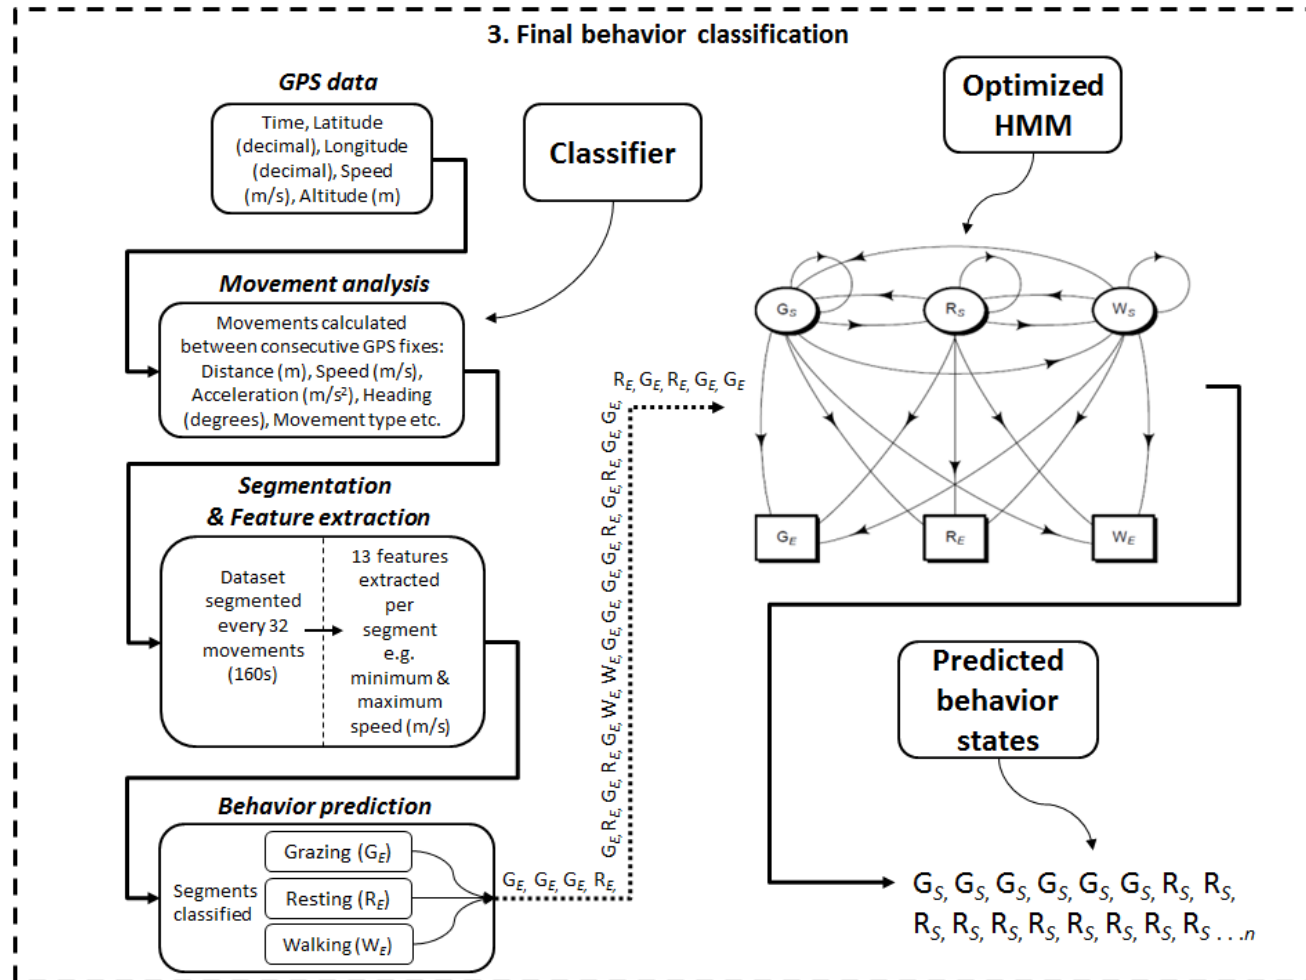 3. Final behavior classification
GPS data
Time, Latitude
(decimal), Longitude
(decimal), Speed
(m/s), Altitude (m)
Classifier
Movement analysis
Movements calculated
between consecutive GPS fixes:
Distance (m), Speed (m/s),
Acceleration (m/s²), Heading
(degrees), Movement type etc.
Segmentation
& Feature extraction
Dataset
segmented
every 32
movements
(160s)
13 features
extracted
per
segment
e.g.
minimum &
maximum
speed (m/s)
Behavior prediction
Segments
classified
Grazing (GE)
Resting (RE)
Walking (WE)
GE, GE, GE, RE,
GE, RE, GE, RE, GE, WE, WE, GE, GE, GE, GE, RE, GE, RE, GE, GE,
RE, GE, RE, GE, GE
Optimized
HMM
GS
RS
WS
GE
RE
WE
Predicted
behavior
states
GS, GS, GS, GS, GS, GS, RS, RS,
RS, RS, RS, RS, RS, RS, RS, RS ...n